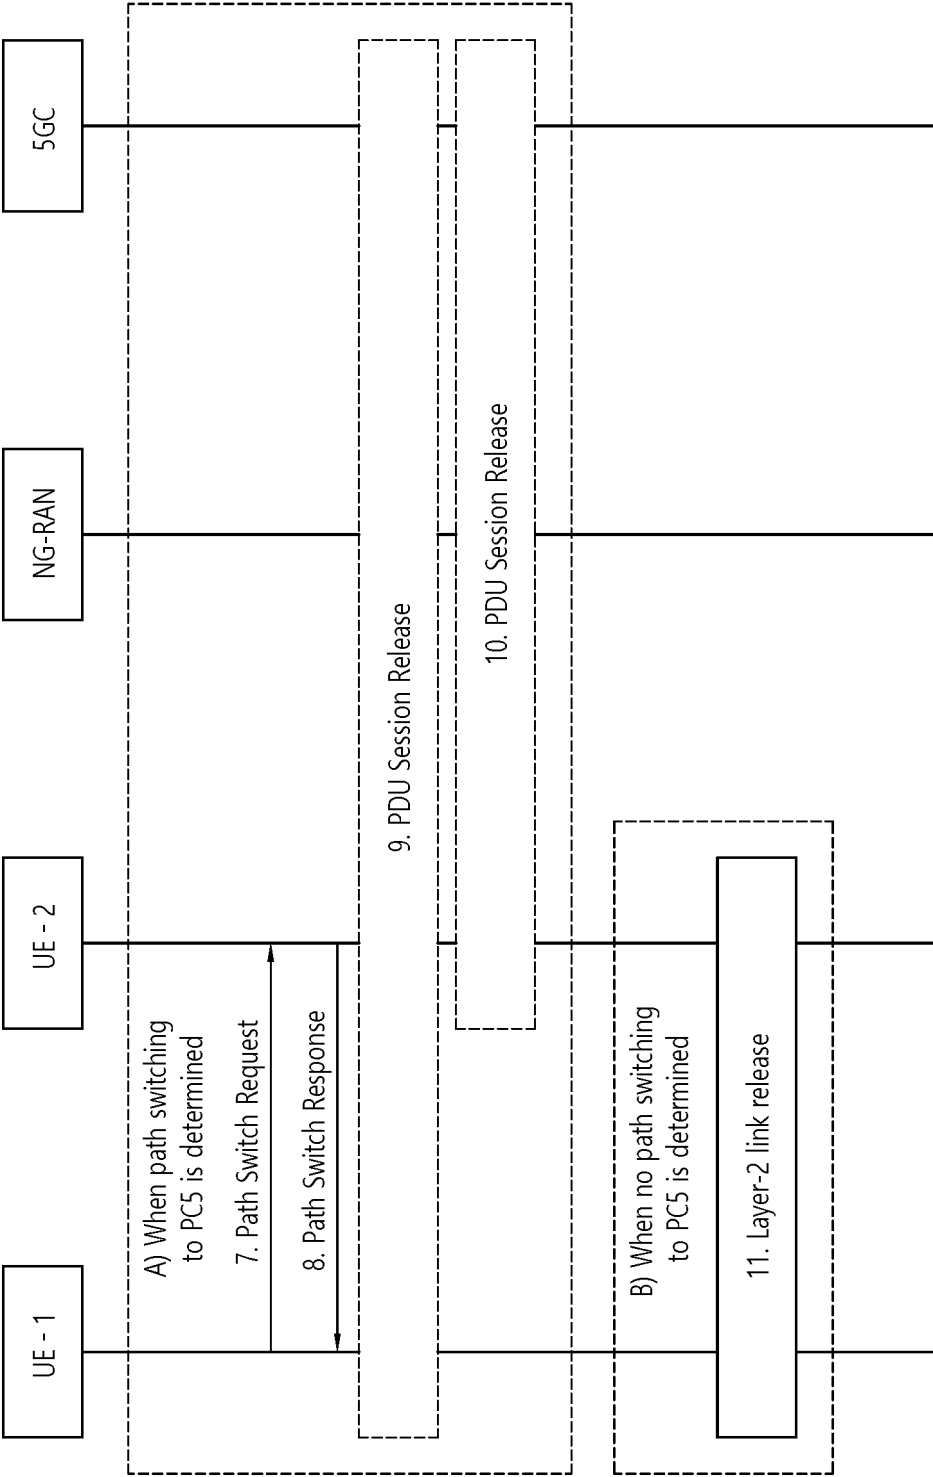 UE - 1
UE - 2
NG-RAN
5GC
A) When path switching
to PC5 is determined
7. Path Switch Request
8. Path Switch Response
9. PDU Session Release
10. PDU Session Release
B) When no path switching
to PC5 is determined
11. Layer-2 link release